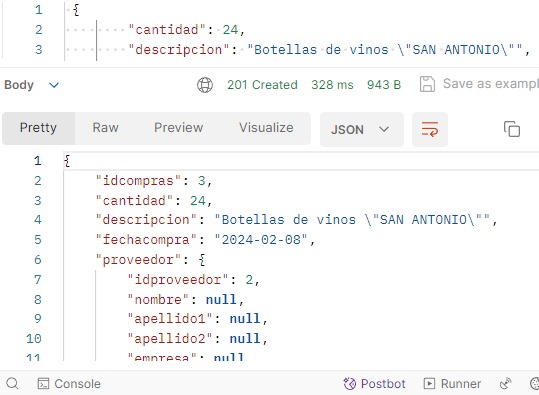 1 {
2 "cantidad": 24,
3 "descripcion": "Botellas de vinos \"SAN ANTONIO\"",
Body 201 Created 328 ms 943 B Save as exampl
Pretty Raw Preview Visualize JSON
1 {
2 "idcompras": 3,
3 "cantidad": 24,
4 "descripcion": "Botellas de vinos \"SAN ANTONIO\"",
5 "fechacompra": "2024-02-08",
6 "proveedor": {
7 "idproveedor": 2,
8 "nombre": null,
9 "apellido1": null,
10 "apellido2": null,
11 "empresa": null
Console Postbot Runner